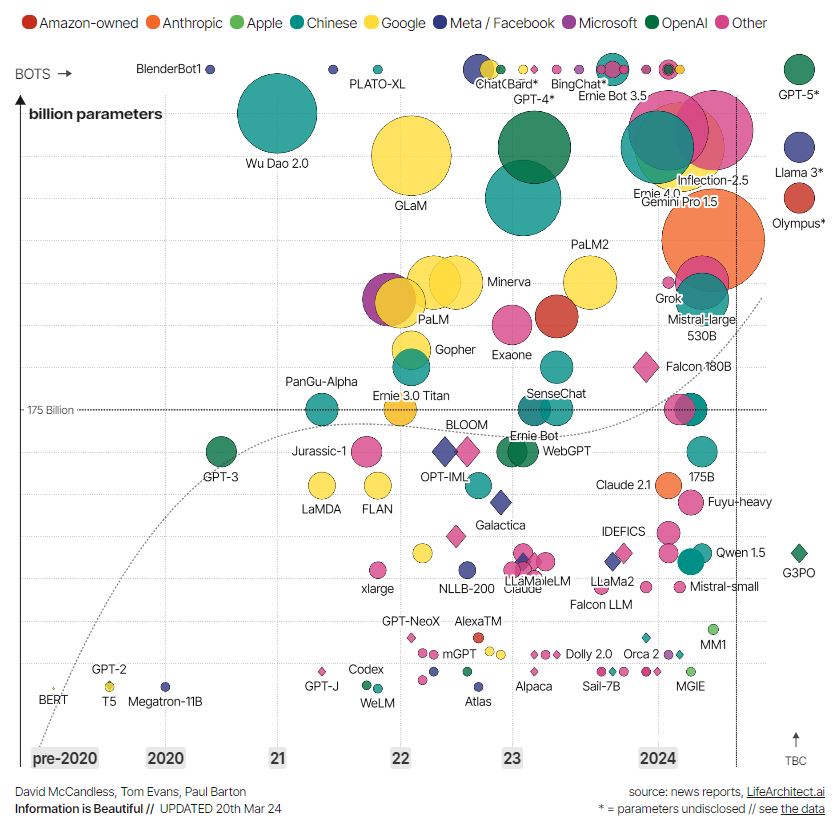 Amazon-owned Anthropic Apple Chinese Google Meta / Facebook Microsoft OpenAI Other
BOTS →
BlenderBot1
PLATO-XL
Bard*
BingChat*
Ernie Bot 3.5
GPT-4*
GPT-5*
billion parameters
Wu Dao 2.0
GLaM
Llama 3*
Inflection-2.5
Ernie 4.0
Gemini Pro 1.5
Olympus*
PaLM2
Minerva
PaLM
Grok
Mistral-large
530B
Exaone
Gopher
Falcon 180B
PanGu-Alpha
Ernie 3.0 Titan
SenseChat
175 Billion
BLOOM
Ernie Bot
Jurassic-1
WebGPT
GPT-3
OPT-IML
175B
LaMDA
FLAN
Claude 2.1
Fuyu-heavy
Galactica
IDEFICS
Qwen 1.5
G3PO
xlarge
NLLB-200
Claude
LLaMa2
Mistral-small
Falcon LLM
GPT-NeoX
AlexaTM
MM1
mGPT
Dolly 2.0
Orca 2
GPT-2
Codex
BERT
T5
Megatron-11B
GPT-J
WeLM
Atlas
Alpaca
Sail-7B
MGIE
pre-2020 2020 21 22 23 2024
TBC
David McCandless, Tom Evans, Paul Barton
Information is Beautiful // UPDATED 20th Mar 24
source: news reports, LifeArchitect.ai
* = parameters undisclosed // see the data